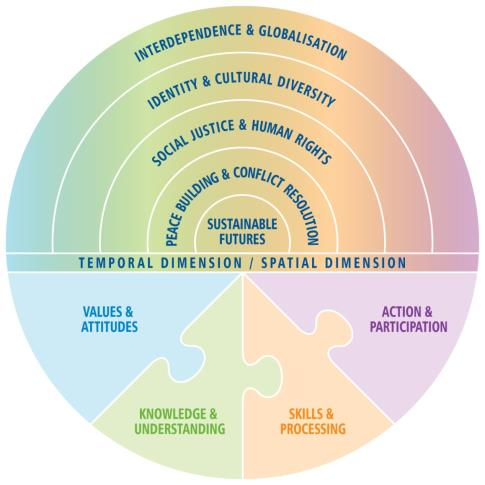 INTERDEPENDENCE & GLOBALISATION
IDENTITY & CULTURAL DIVERSITY
SOCIAL JUSTICE & HUMAN RIGHTS
PEACE BUILDING & CONFLICT RESOLUTION
SUSTAINABLE
FUTURES
TEMPORAL DIMENSION / SPATIAL DIMENSION
VALUES &
ATTITUDES
ACTION &
PARTICIPATION
KNOWLEDGE &
UNDERSTANDING
SKILLS &
PROCESSING